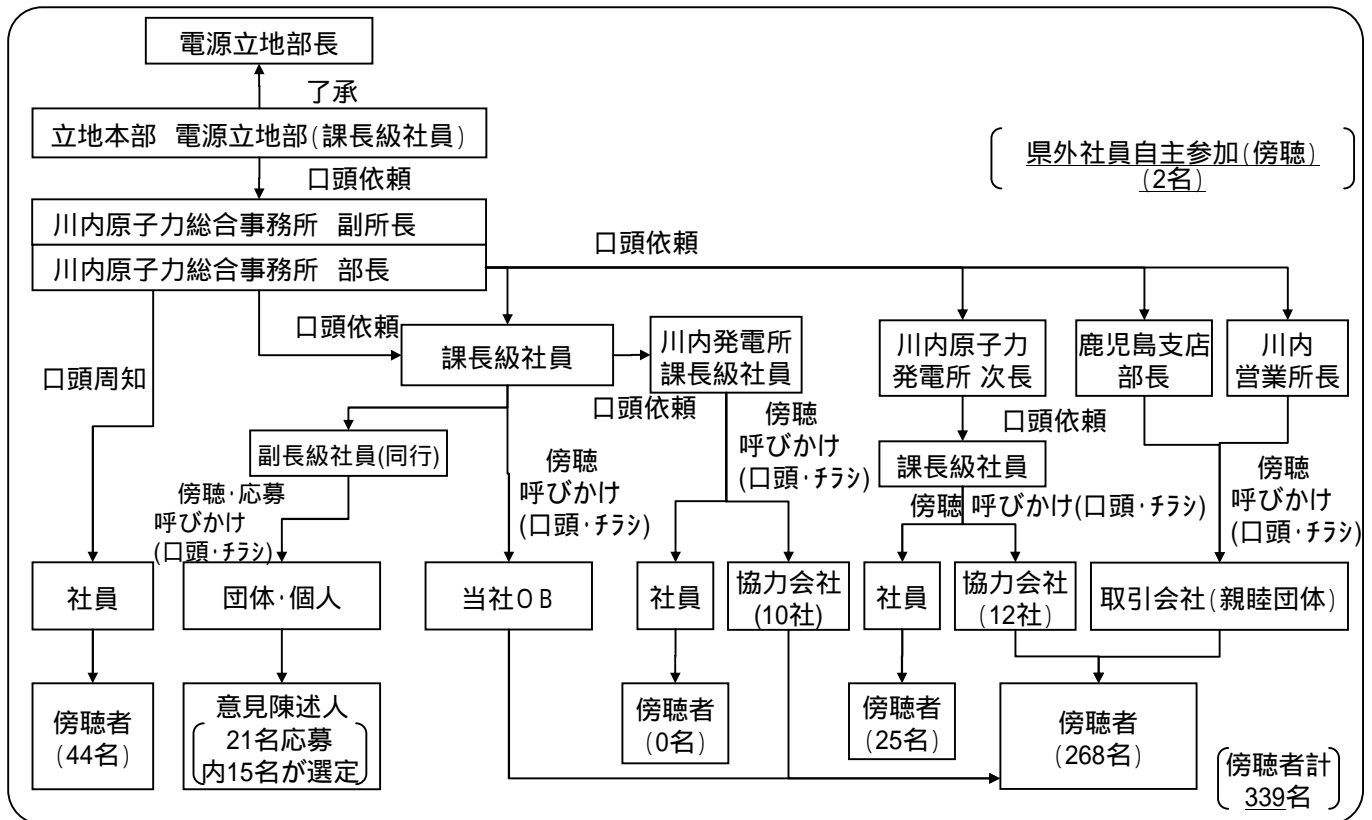 電源立地部長
了承
立地本部 電源立地部(課長級社員)
県外社員自主参加(傍聴)
(2名)
口頭依頼
川内原子力総合事務所 副所長
川内原子力総合事務所 部長
口頭依頼
口頭周知
口頭依頼
課長級社員
川内発電所
課長級社員
口頭依頼
川内原子力
発電所 次長
鹿児島支店
部長
川内
営業所長
副長級社員(同行)
傍聴・応募
呼びかけ
(口頭・チラシ)
傍聴
呼びかけ
(口頭・チラシ)
傍聴
呼びかけ
(口頭・チラシ)
口頭依頼
課長級社員
傍聴 呼びかけ(口頭・チラシ)
傍聴
呼びかけ
(口頭・チラシ)
社員
団体・個人
当社OB
社員
協力会社
(10社)
社員
協力会社
(12社)
取引会社(親睦団体)
傍聴者
(44名)
意見陳述人
21名応募
内15名が選定
傍聴者
(0名)
傍聴者
(25名)
傍聴者
(268名)
傍聴者計
339名